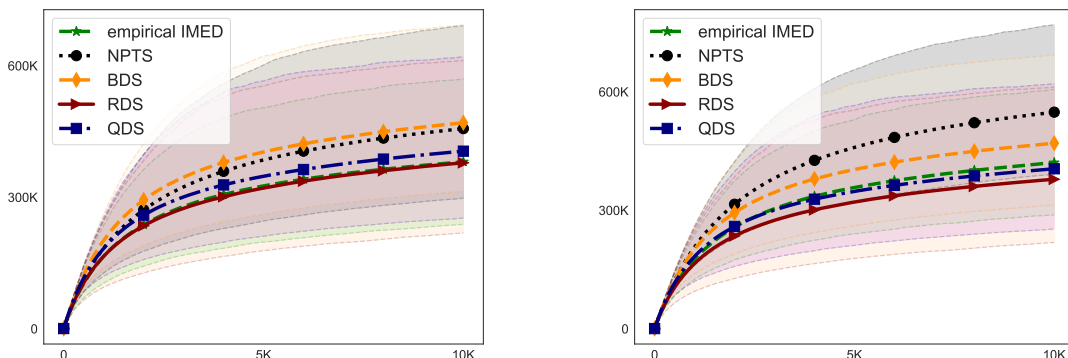 empirical IMED
NPTS
BDS
RDS
QDS
600K
300K
0
0
5K
10K
empirical IMED
NPTS
BDS
RDS
QDS
600K
300K
0
0
5K
10K